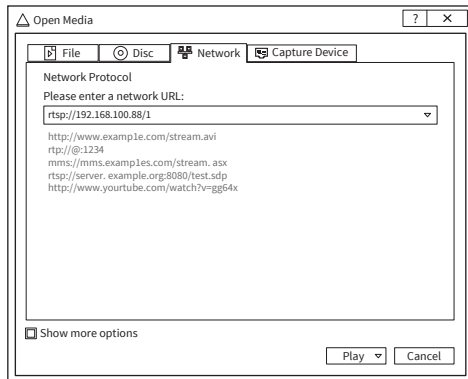 Open Media
? ×
File Disc Network Capture Device
Network Protocol
Please enter a network URL:
rtsp://192.168.100.88/1
http://www.examp1e.com/stream.avi
rtp://@:1234
mms://mms.examp1es.com/stream. asx
rtsp://server. example.org:8080/test.sdp
http://www.yourtube.com/watch?v=gg64x
Show more options
Play Cancel